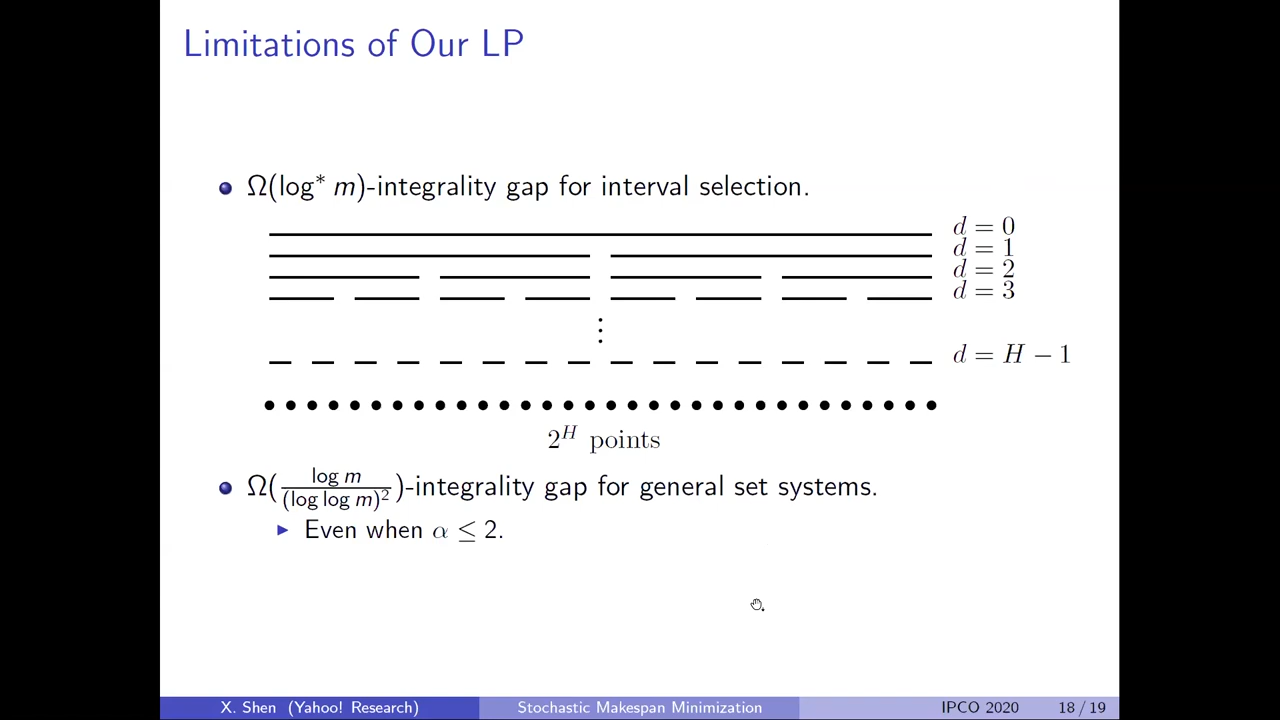 Limitations of Our LP
Ω(log* m)-integrality gap for interval selection.
d = 0
d = 1
d = 2
d = 3
⋮
d = H − 1
2^H points
Ω(log m / (log log m)^2)-integrality gap for general set systems.
Even when α ≤ 2.
X. Shen (Yahoo! Research) Stochastic Makespan Minimization IPCO 2020 18 / 19